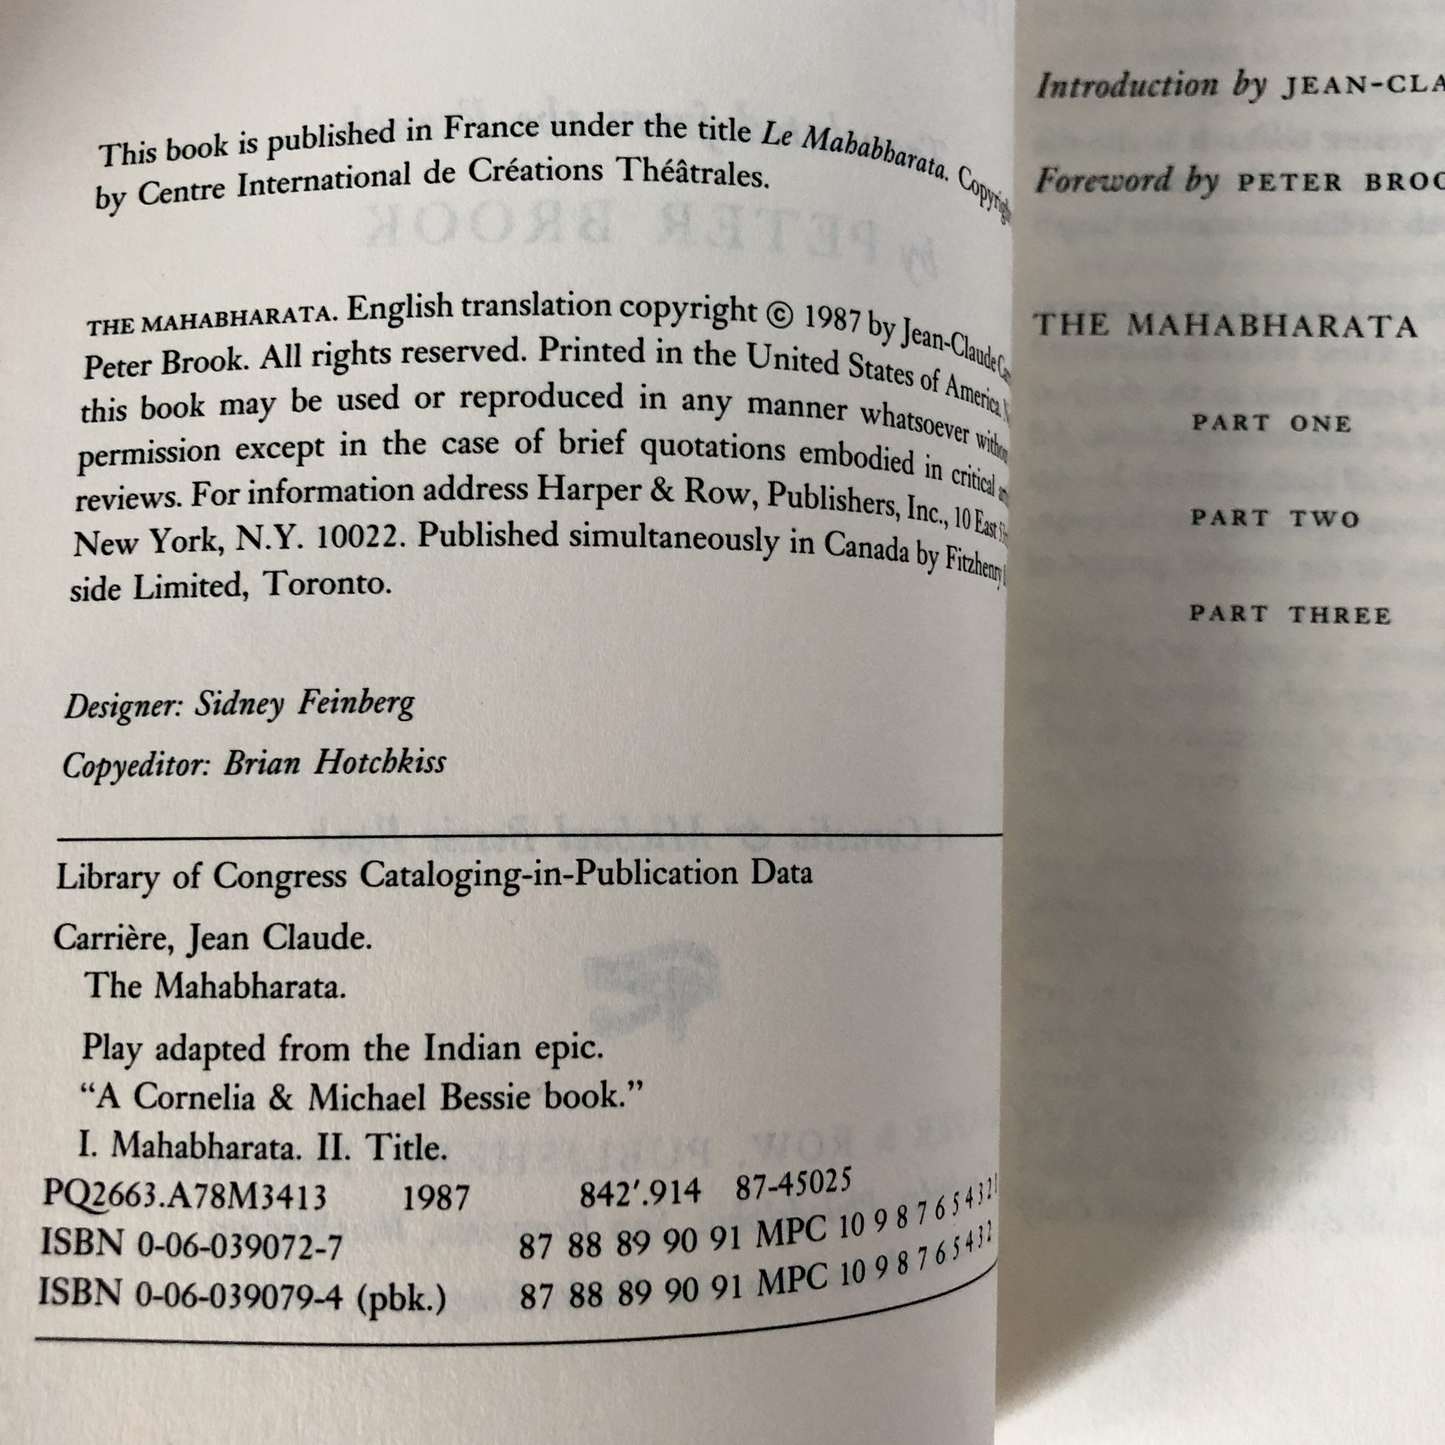 This book is published in France under the title Le Mahabharata. Copyright
by Centre International de Créations Théâtrales.
THE MAHABHARATA. English translation copyright © 1987 by Jean-Claude
Peter Brook. All rights reserved. Printed in the United States of America.
this book may be used or reproduced in any manner whatsoever without
permission except in the case of brief quotations embodied in critical
reviews. For information address Harper & Row, Publishers, Inc., 10 East
New York, N.Y. 10022. Published simultaneously in Canada by Fitzhenry
side Limited, Toronto.
Designer: Sidney Feinberg
Copyeditor: Brian Hotchkiss
Library of Congress Cataloging-in-Publication Data
Carrière, Jean Claude.
The Mahabharata.
Play adapted from the Indian epic.
“A Cornelia & Michael Bessie book.”
I. Mahabharata. II. Title.
PQ2663.A78M3413 1987 842′.914 87-45025
ISBN 0-06-039072-7 87 88 89 90 91 MPC 10 9 8 7 6 5 4 3 2 1
ISBN 0-06-039079-4 (pbk.) 87 88 89 90 91 MPC 10 9 8 7 6 5 4 3 2
Introduction by JEAN-CLA
Foreword by PETER BROO
THE MAHABHARATA
PART ONE
PART TWO
PART THREE